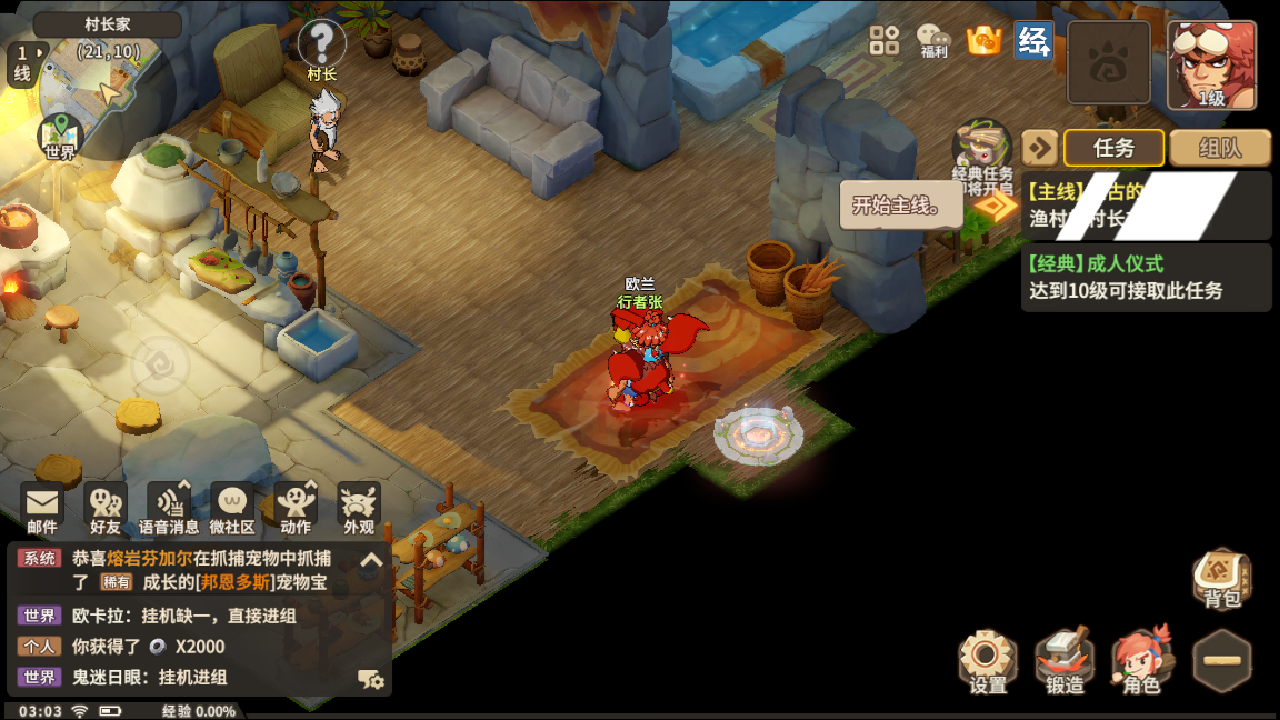 村长家
(21,10)
1
线
世界
村长
福利
经
1级
经典任务
即将开启
任务
组队
【主线】
渔村
村长
开始主线。
【经典】成人仪式
达到10级可接取此任务
欧兰
行者张
邮件
好友
语音消息
微社区
动作
外观
系统 恭喜熔岩芬加尔在抓捕宠物中抓捕
了 稀有 成长的[邦恩多斯]宠物宝
世界 欧卡拉：挂机缺一，直接进组
个人 你获得了 X2000
世界 鬼迷日眼：挂机进组
背包
设置
锻造
角色
03:03
经验 0.00%